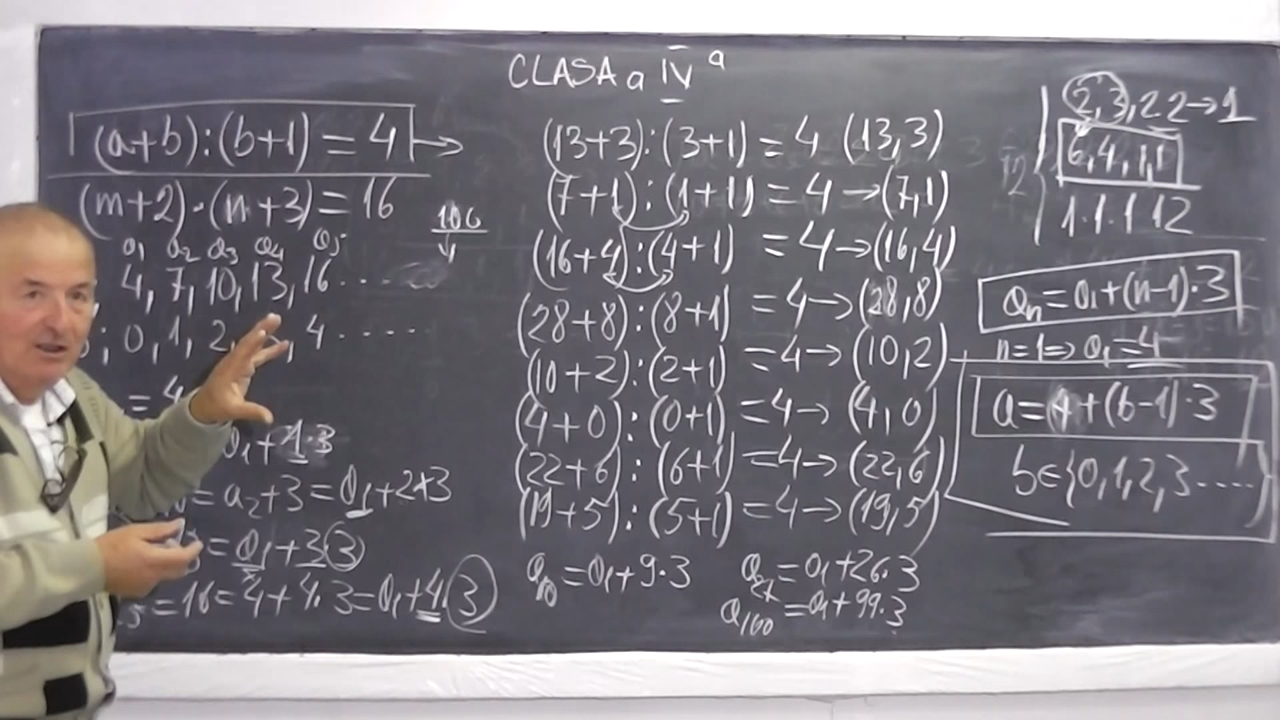 CLASA a IV a
(a+b):(b+1) = 4 →
(m+2)·(n+3) = 16
106
a1 a2 a3 a4 a5
4, 7, 10, 13, 16 .....
; 0, 1, 2, 3, 4 .....
= 4
a1 + 1·3
= a2+3 = a1+2·3
= a1+3·3
= 16 = 4+4·3 = a1+4·3
(13+3):(3+1) = 4 (13,3)
(7+1):(1+1) = 4 → (7,1)
(16+4):(4+1) = 4 → (16,4)
(28+8):(8+1) = 4 → (28,8)
(10+2):(2+1) = 4 → (10,2)
(4+0):(0+1) = 4 → (4,0)
(22+6):(6+1) = 4 → (22,6)
(19+5):(5+1) = 4 → (19,5)
a10 = a1+9·3
a27 = a1+26·3
a100 = a1+99·3
2,3,2 2 → 1
12
6,4,1,1
1·1·1 12
an = a1+(n-1)·3
n=1 ⇒ a1 = 4
a = 4+(b-1)·3
b∈{0,1,2,3.....}